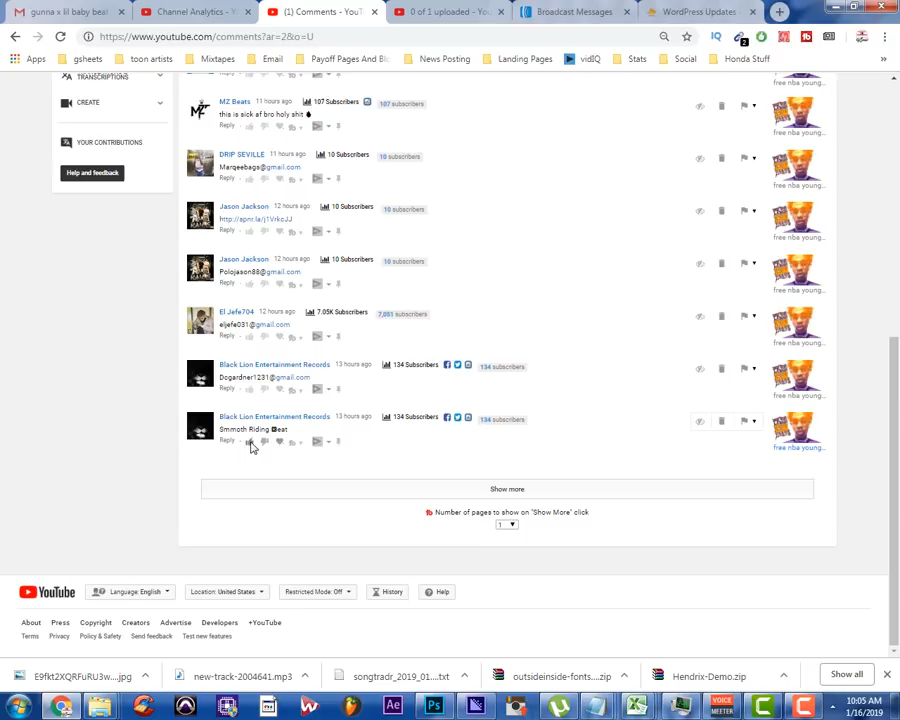 gunna x lil baby beat
Channel Analytics - Y
(1) Comments - YouT
0 of 1 uploaded - You
Broadcast Messages
WordPress Updates
https://www.youtube.com/comments?ar=2&to=U
Apps
gsheets
toon artists
Mixtapes
Email
Payoff Pages And Blo
News Posting
Landing Pages
vidIQ
Stats
Social
Honda Stuff
TRANSCRIPTIONS
CREATE
YOUR CONTRIBUTIONS
Help and feedback
MZ Beats 11 hours ago 107 Subscribers 107 subscribers
this is sick af bro holy shit
Reply
free nba young...
DRIP SEVILLE 11 hours ago 10 Subscribers 10 subscribers
Marqeebags@gmail.com
Reply
free nba young...
Jason Jackson 12 hours ago 10 Subscribers 10 subscribers
http://apnr.la/j1VrkcJJ
Reply
free nba young...
Jason Jackson 12 hours ago 10 Subscribers 10 subscribers
Polojason88@gmail.com
Reply
free nba young...
El Jefe704 12 hours ago 7.05K Subscribers 7,051 subscribers
eljefe031@gmail.com
Reply
free nba young...
Black Lion Entertainment Records 13 hours ago 134 Subscribers 134 subscribers
Dcgardner1231@gmail.com
Reply
free nba young...
Black Lion Entertainment Records 13 hours ago 134 Subscribers 134 subscribers
Smmoth Riding 🅱eat
Reply
free nba young...
Show more
Number of pages to show on "Show More" click
1
YouTube
Language: English
Location: United States
Restricted Mode: Off
History
Help
About Press Copyright Creators Advertise Developers +YouTube
Terms Privacy Policy & Safety Send feedback Test new features
E9fkt2XQRFuRU3w....jpg
new-track-2004641.mp3
songtradr_2019_01....txt
outsideinside-fonts....zip
Hendrix-Demo.zip
Show all
10:05 AM
1/16/2019